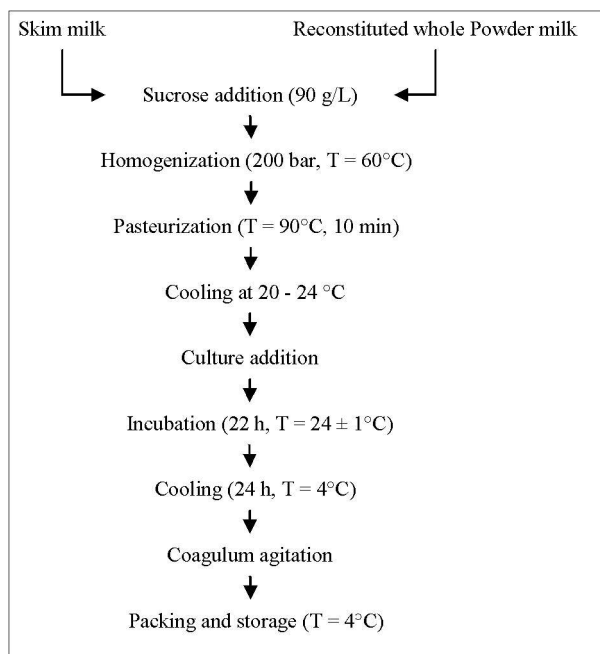 Skim milk
Reconstituted whole Powder milk
Sucrose addition (90 g/L)
Homogenization (200 bar, T = 60°C)
Pasteurization (T = 90°C, 10 min)
Cooling at 20 - 24 °C
Culture addition
Incubation (22 h, T = 24 ± 1°C)
Cooling (24 h, T = 4°C)
Coagulum agitation
Packing and storage (T = 4°C)